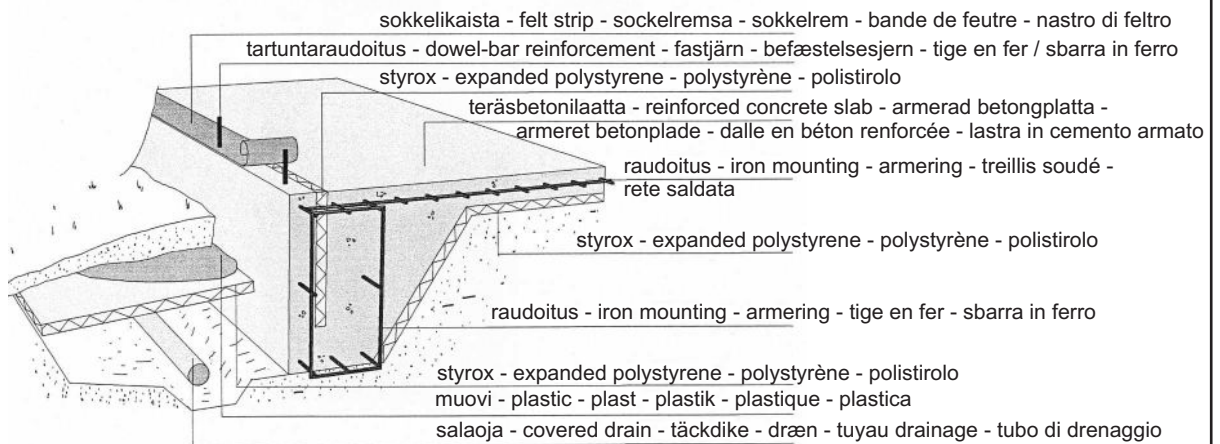 sokkelikaista - felt strip - sockelremsa - sokkelrem - bande de feutre - nastro di feltro
tartuntaraudoitus - dowel-bar reinforcement - fastjärn - befæstelsesjern - tige en fer / sbarra in ferro
styrox - expanded polystyrene - polystyrène - polistirolo
teräsbetonilaatta - reinforced concrete slab - armerad betongplatta -
armeret betonplade - dalle en béton renforcée - lastra in cemento armato
raudoitus - iron mounting - armering - treillis soudé -
rete saldata
styrox - expanded polystyrene - polystyrène - polistirolo
raudoitus - iron mounting - armering - tige en fer - sbarra in ferro
styrox - expanded polystyrene - polystyrène - polistirolo
muovi - plastic - plast - plastik - plastique - plastica
salaoja - covered drain - täckdike - dræn - tuyau drainage - tubo di drenaggio